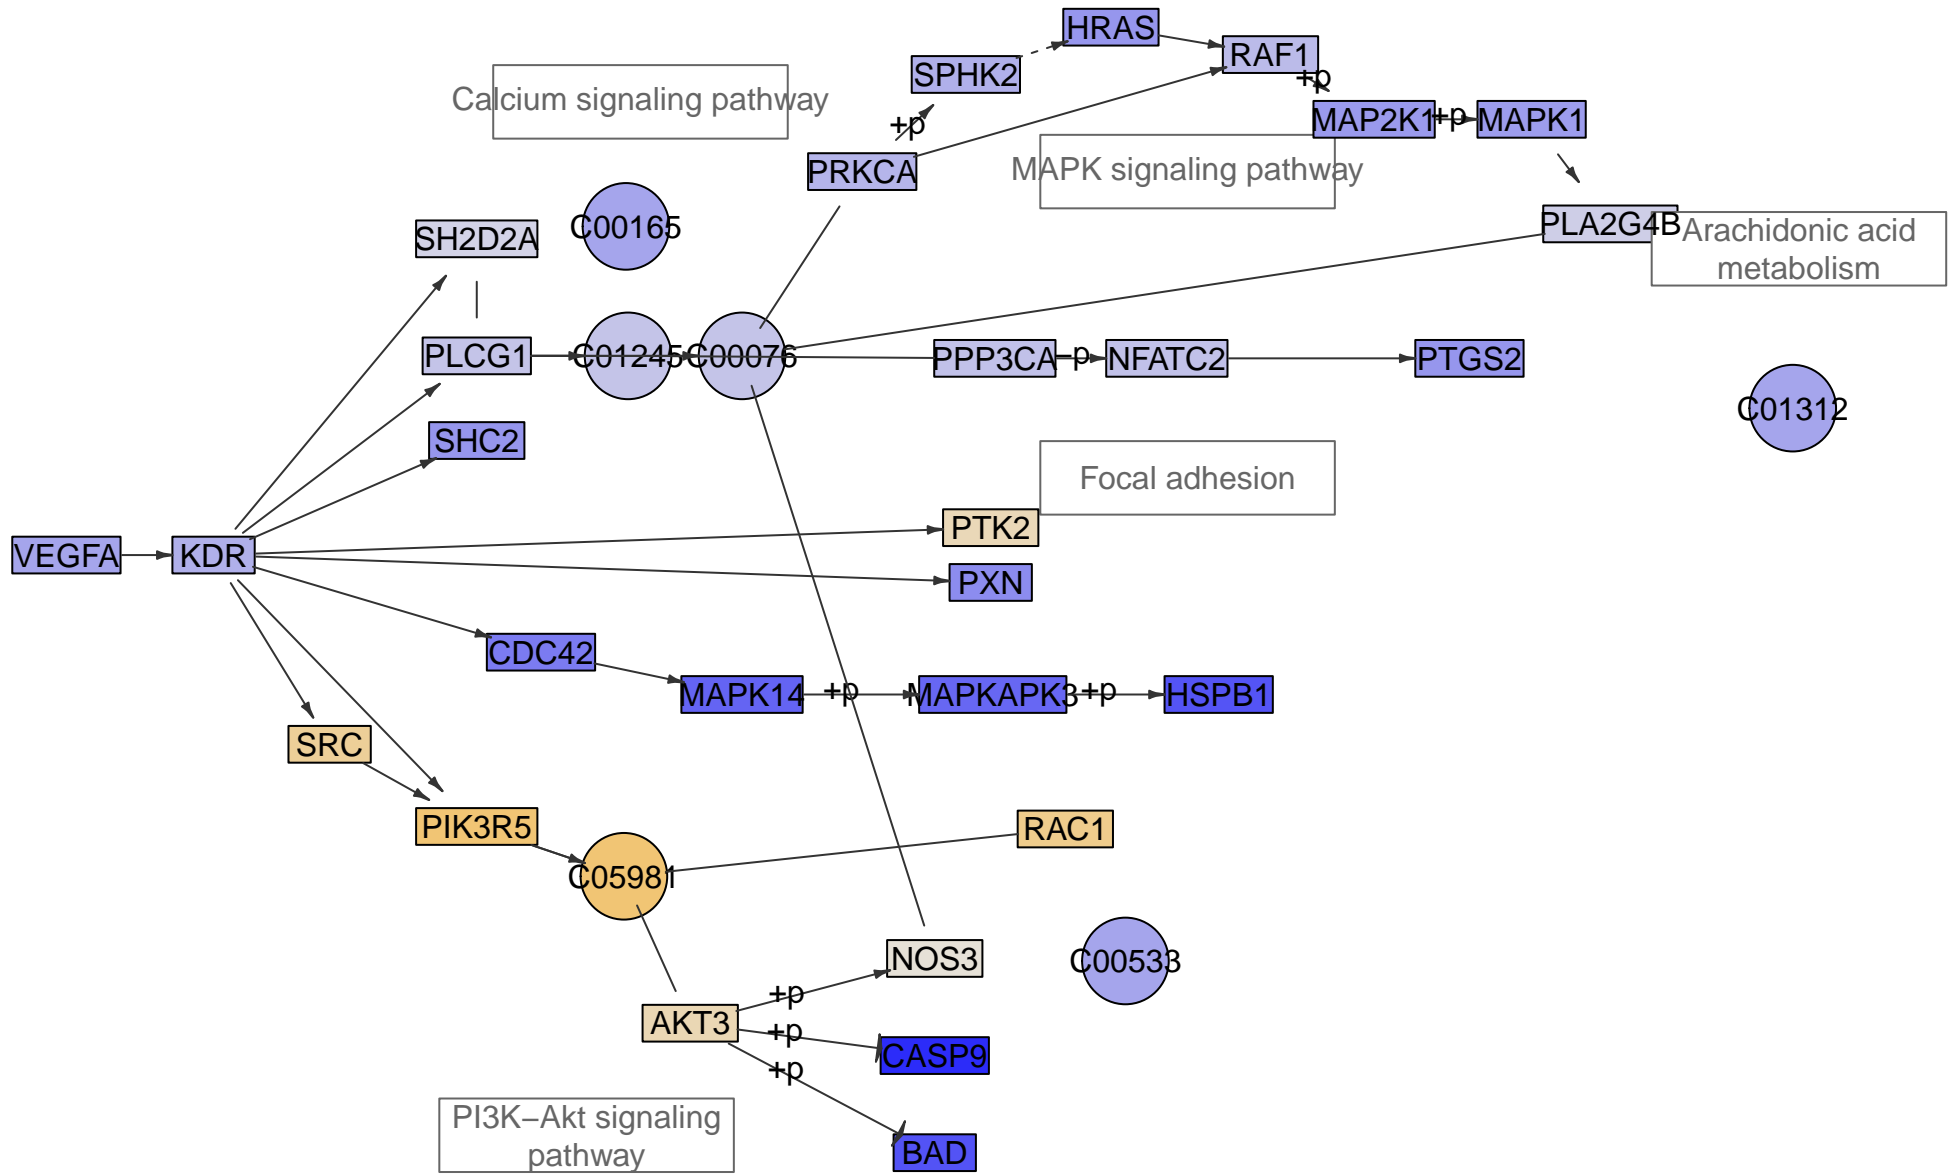 HRAS
RAF1
SPHK2
+p
Calcium signaling pathway
+p
MAP2K1
+p
MAPK1
PRKCA
MAPK signaling pathway
C00165
SH2D2A
PLA2G4B
Arachidonic acid
metabolism
PLCG1
C01245
C00076
PPP3CA
-p
NFATC2
PTGS2
C01312
SHC2
Focal adhesion
PTK2
VEGFA
KDR
PXN
CDC42
MAPK14
+p
MAPKAPK3
+p
HSPB1
SRC
PIK3R5
RAC1
C05981
NOS3
C00533
+p
AKT3
+p
CASP9
+p
PI3K–Akt signaling
pathway
BAD